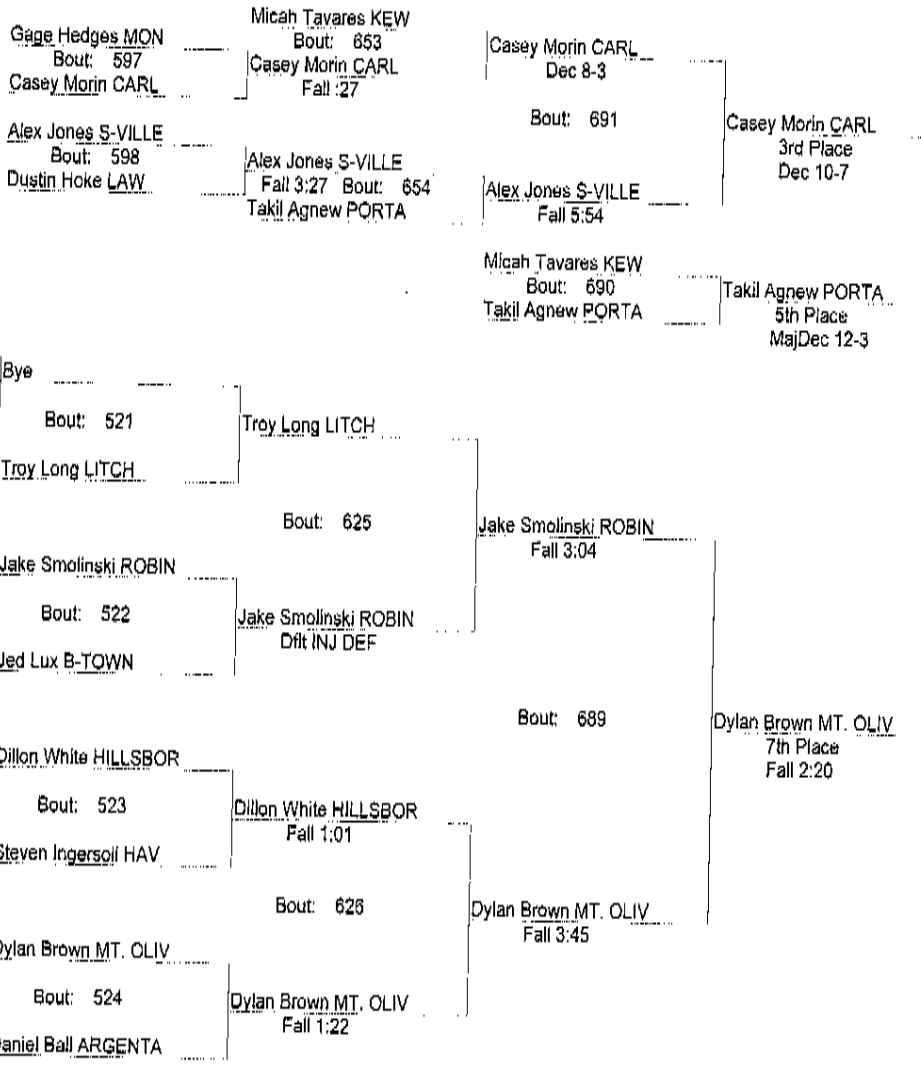 Gage Hedges MON
Bout: 597
Casey Morin CARL
Micah Tavares KEW
Bout: 653
Casey Morin CARL
Fall :27
Alex Jones S-VILLE
Bout: 598
Dustin Hoke LAW
Alex Jones S-VILLE
Fall 3:27 Bout: 654
Takil Agnew PORTA
Casey Morin CARL
Dec 8-3
Bout: 691
Alex Jones S-VILLE
Fall 5:54
Casey Morin CARL
3rd Place
Dec 10-7
Micah Tavares KEW
Bout: 690
Takil Agnew PORTA
Takil Agnew PORTA
5th Place
MajDec 12-3
Bye
Bout: 521
Troy Long LITCH
Troy Long LITCH
Bout: 625
Jake Smolinski ROBIN
Bout: 522
Jed Lux B-TOWN
Jake Smolinski ROBIN
Dflt INJ DEF
Jake Smolinski ROBIN
Fall 3:04
Bout: 689
Dillon White HILLSBOR
Bout: 523
Steven Ingersoll HAV
Dillon White HILLSBOR
Fall 1:01
Bout: 626
Dylan Brown MT. OLIV
Bout: 524
Daniel Ball ARGENTA
Dylan Brown MT. OLIV
Fall 1:22
Dylan Brown MT. OLIV
Fall 3:45
Dylan Brown MT. OLIV
7th Place
Fall 2:20